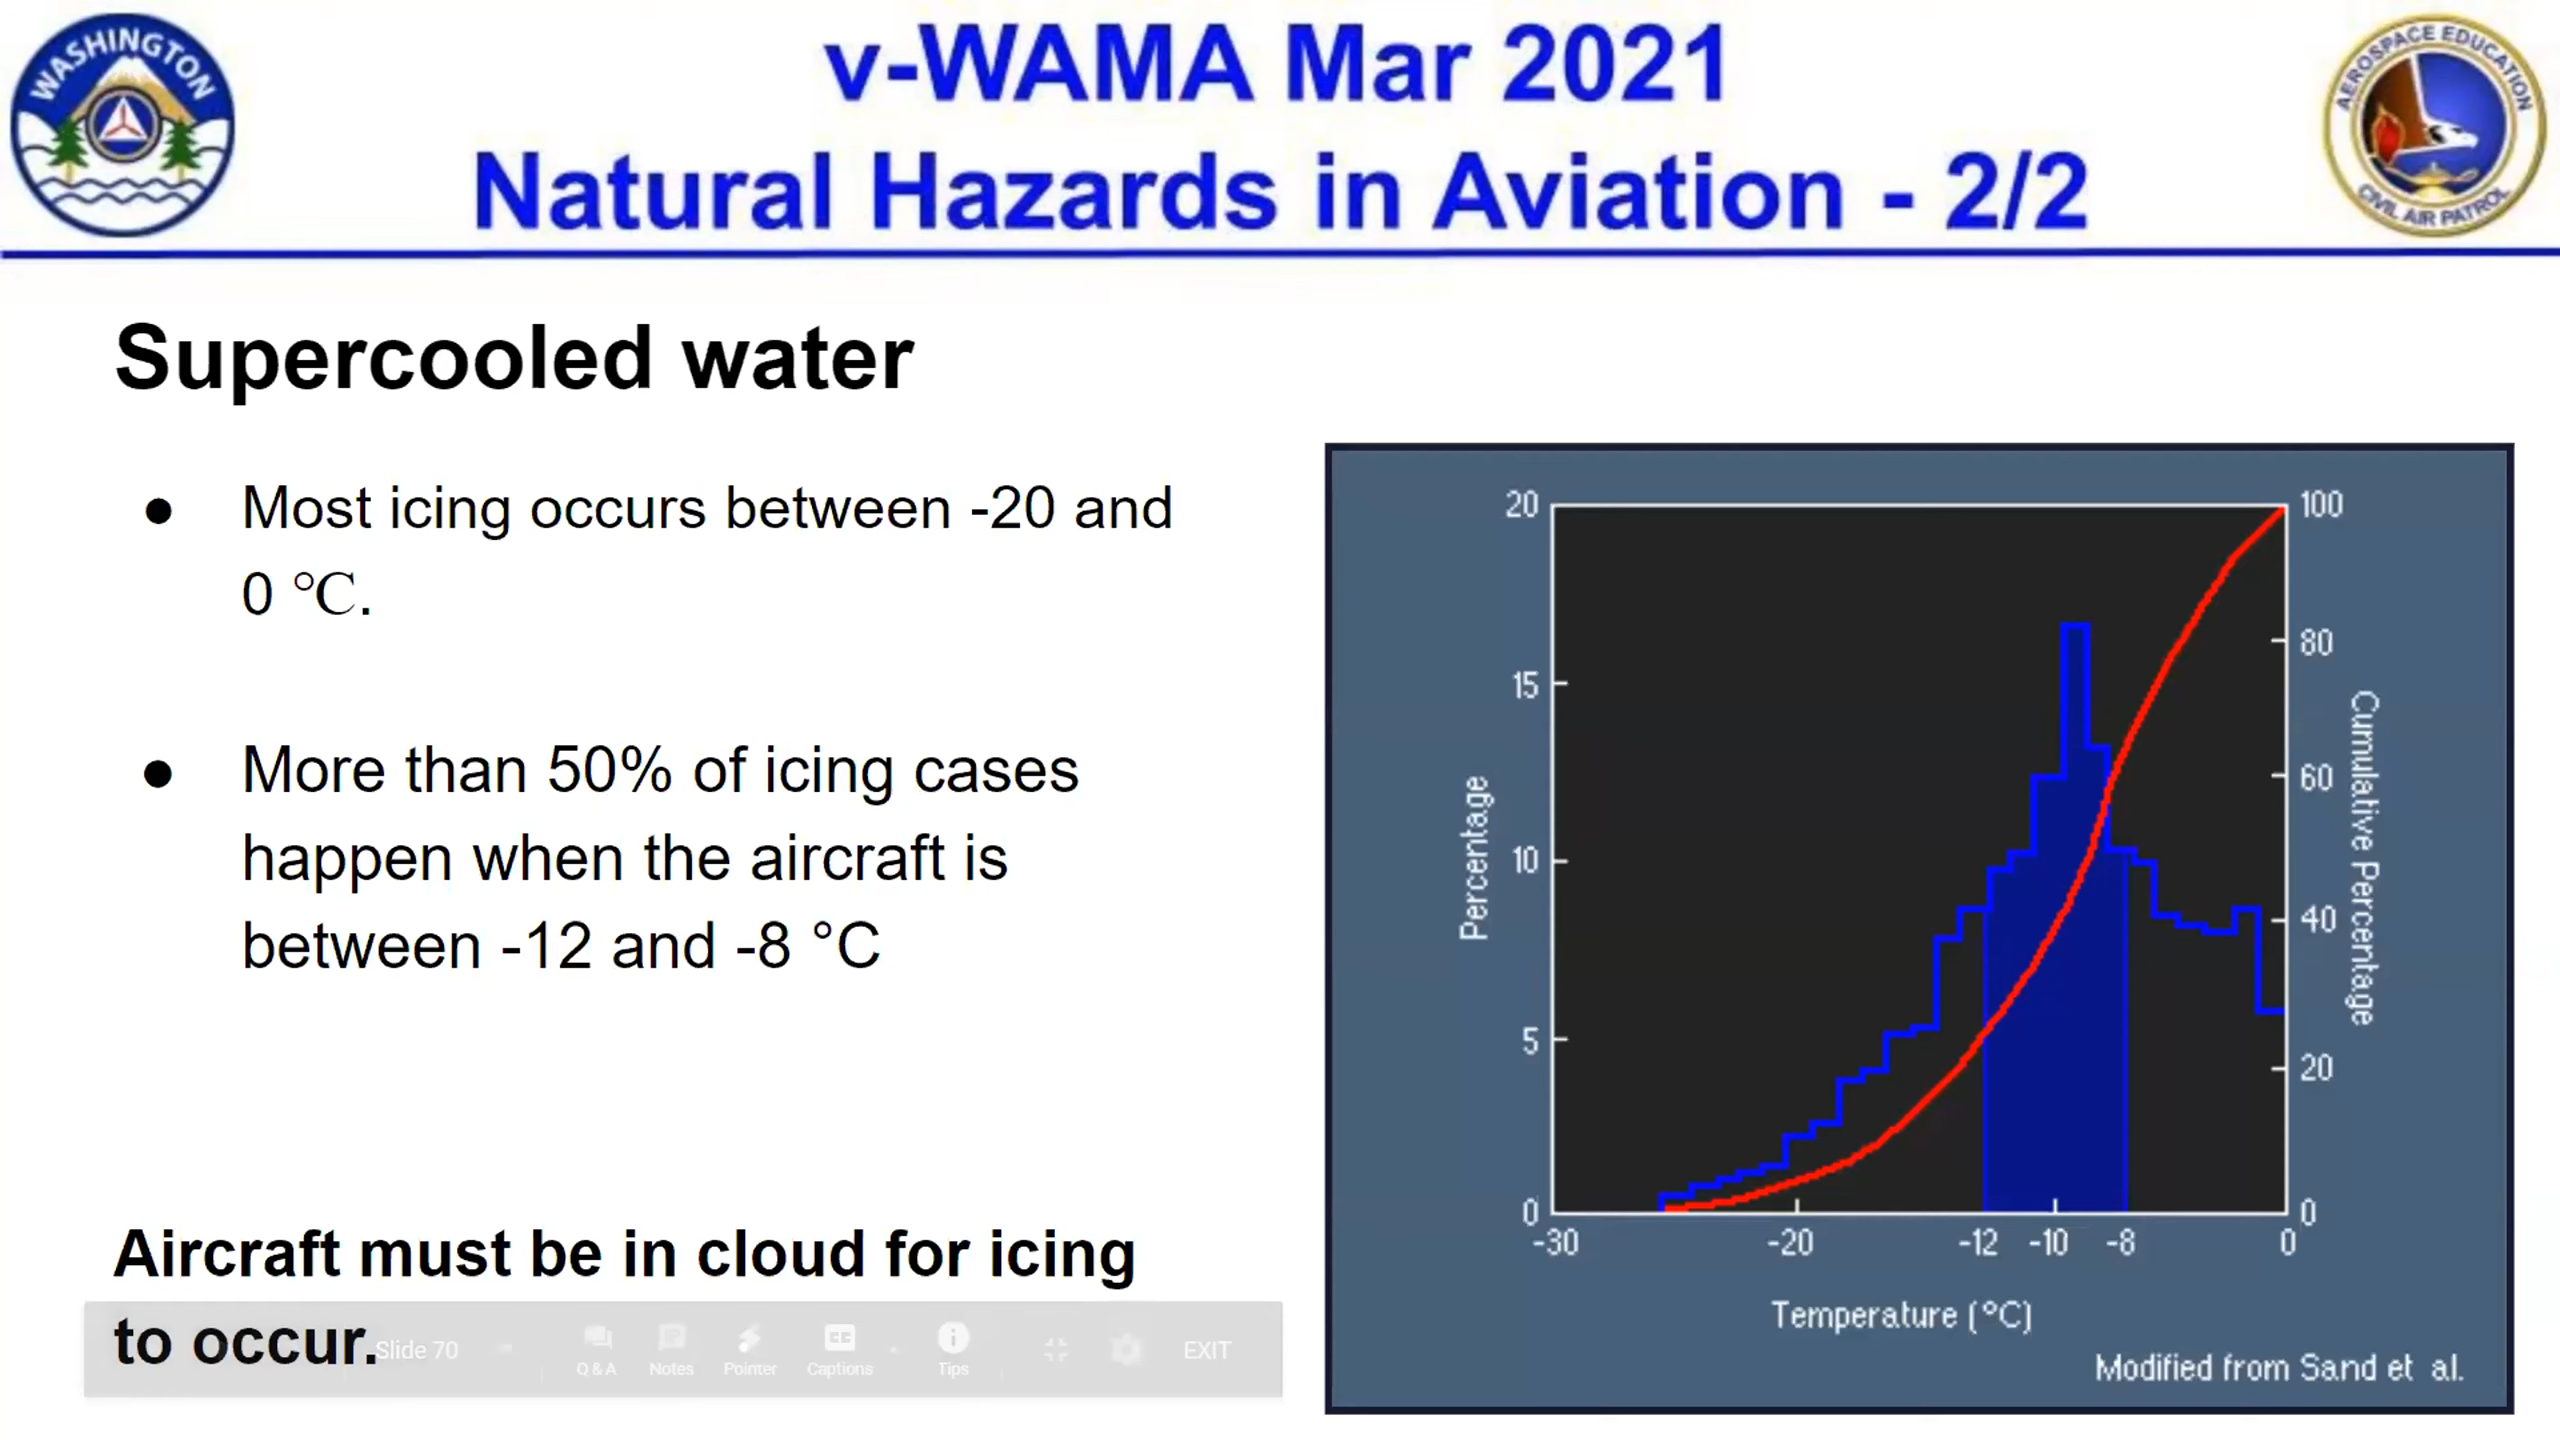 WASHINGTON
v-WAMA Mar 2021
Natural Hazards in Aviation - 2/2
AEROSPACE EDUCATION
CIVIL AIR PATROL
Supercooled water
● Most icing occurs between -20 and
0 °C.
● More than 50% of icing cases
happen when the aircraft is
between -12 and -8 °C
Aircraft must be in cloud for icing
to occur.
Slide 70
Q & A
Notes
Pointer
CC
Captions
Tips
EXIT
20
15
10
5
0
Percentage
100
80
60
40
20
0
Cumulative Percentage
-30 -20 -12 -10 -8 0
Temperature (°C)
Modified from Sand et al.